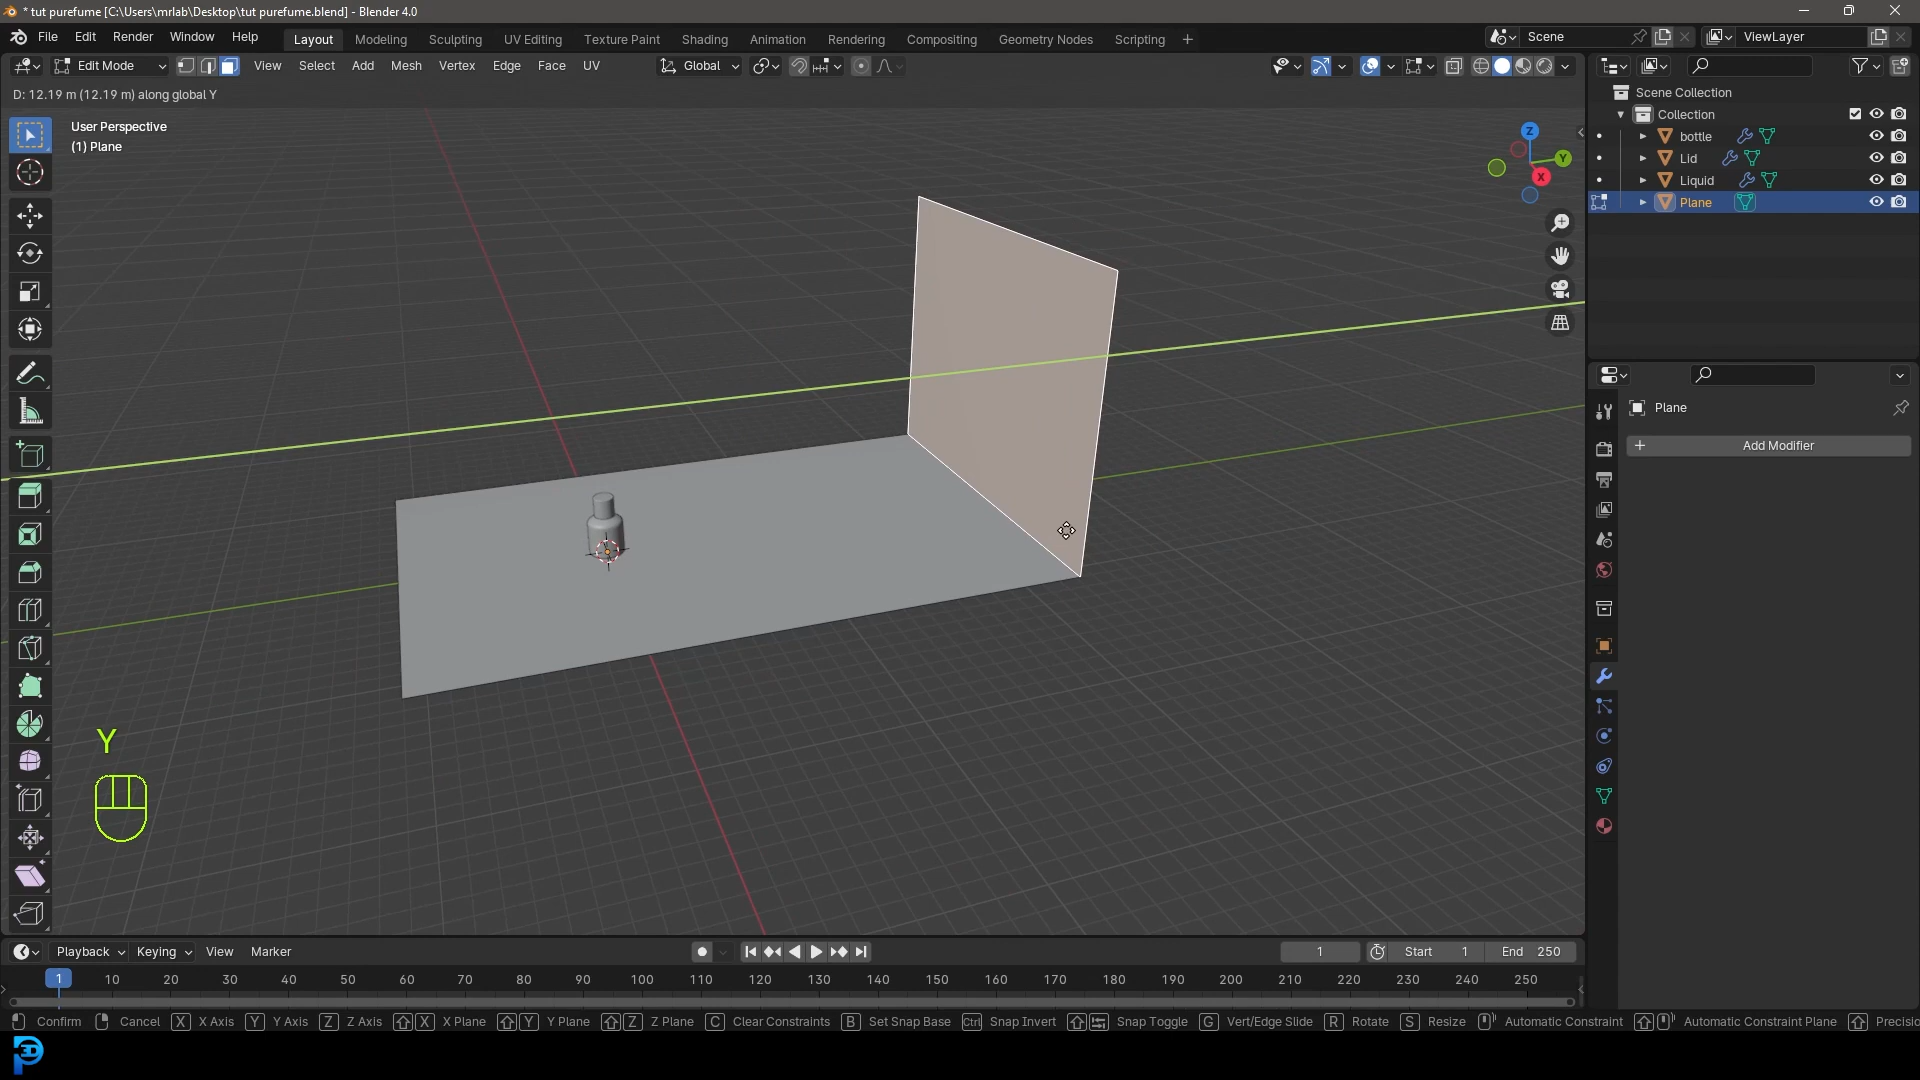 * tut purefume [C:\Users\mrlab\Desktop\tut purefume.blend] - Blender 4.0
File Edit Render Window Help Layout Modeling Sculpting UV Editing Texture Paint Shading Animation Rendering Compositing Geometry Nodes Scripting + Scene ViewLayer
Edit Mode View Select Add Mesh Vertex Edge Face UV Global
D: 12.19 m (12.19 m) along global Y
User Perspective
(1) Plane
Z
Y
X
Scene Collection
Collection
bottle
Lid
Liquid
Plane
Plane
+ Add Modifier
Y
Playback Keying View Marker 1 Start 1 End 250
1 10 20 30 40 50 60 70 80 90 100 110 120 130 140 150 160 170 180 190 200 210 220 230 240 250
Confirm Cancel X X Axis Y Y Axis Z Z Axis X X Plane Y Y Plane Z Z Plane C Clear Constraints B Set Snap Base Ctrl Snap Invert Snap Toggle G Vert/Edge Slide R Rotate S Resize Automatic Constraint Automatic Constraint Plane Precisio